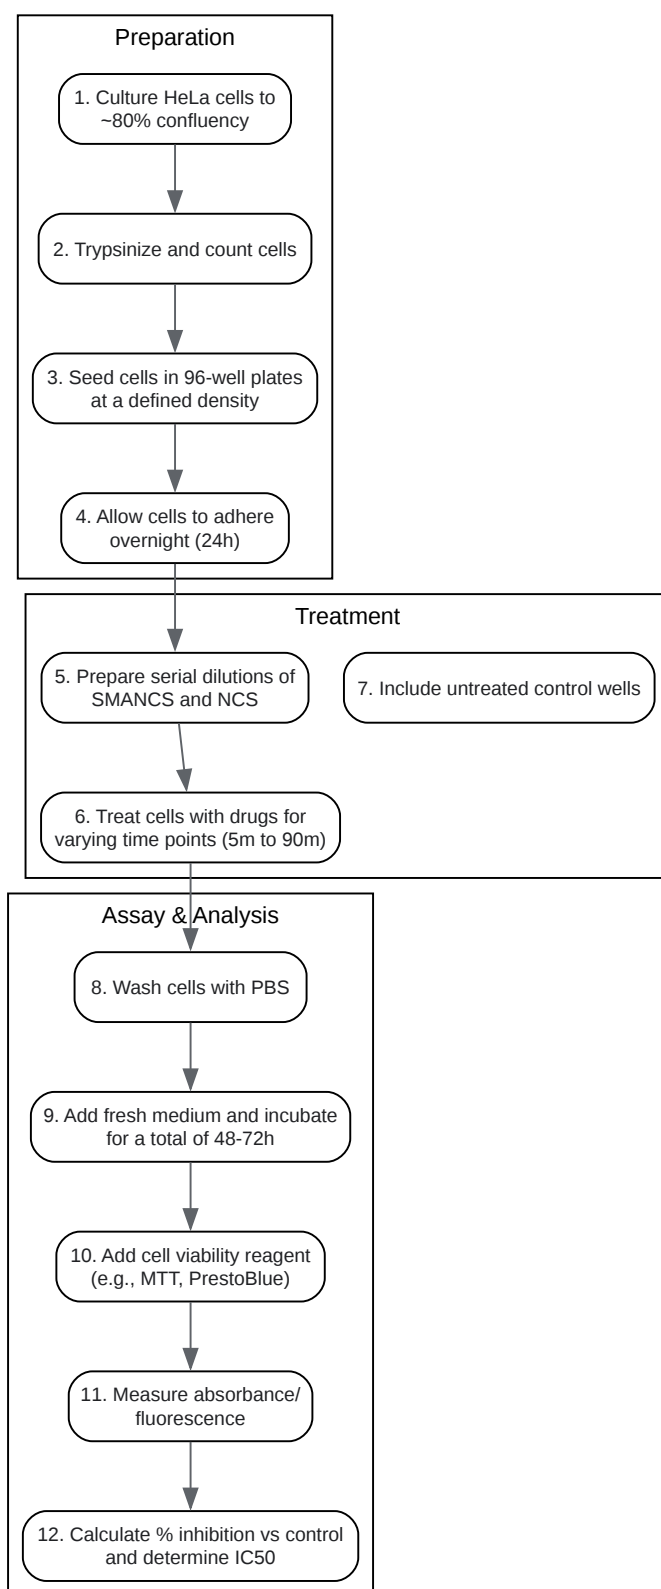 Preparation
1. Culture HeLa cells to
~80% confluency
2. Trypsinize and count cells
3. Seed cells in 96-well plates
at a defined density
4. Allow cells to adhere
overnight (24h)
Treatment
5. Prepare serial dilutions of
SMANCS and NCS
7. Include untreated control wells
6. Treat cells with drugs for
varying time points (5m to 90m)
Assay & Analysis
8. Wash cells with PBS
9. Add fresh medium and incubate
for a total of 48-72h
10. Add cell viability reagent
(e.g., MTT, PrestoBlue)
11. Measure absorbance/
fluorescence
12. Calculate % inhibition vs control
and determine IC50